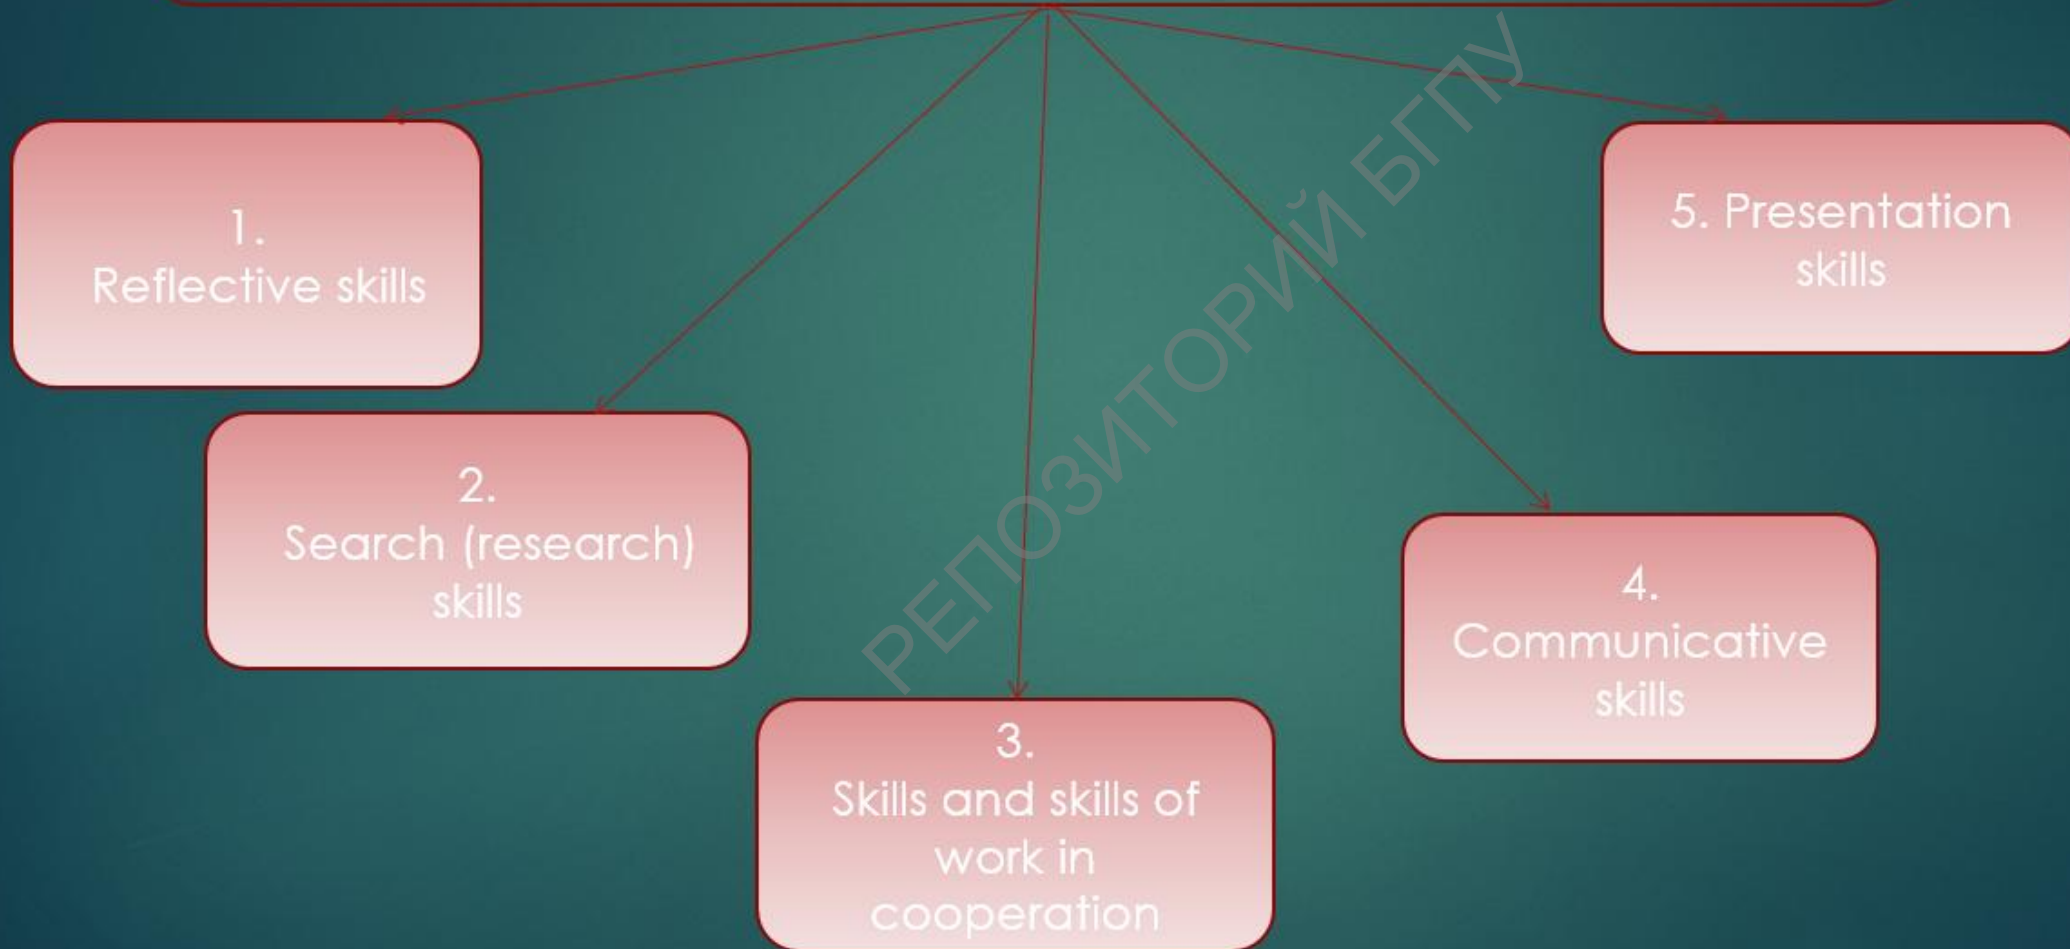 1.
Reflective skills
2.
Search (research)
skills
3.
Skills and skills of
work in
cooperation
4.
Communicative
skills
5. Presentation
skills
РЕПОЗИТОРИЙ БГПУ